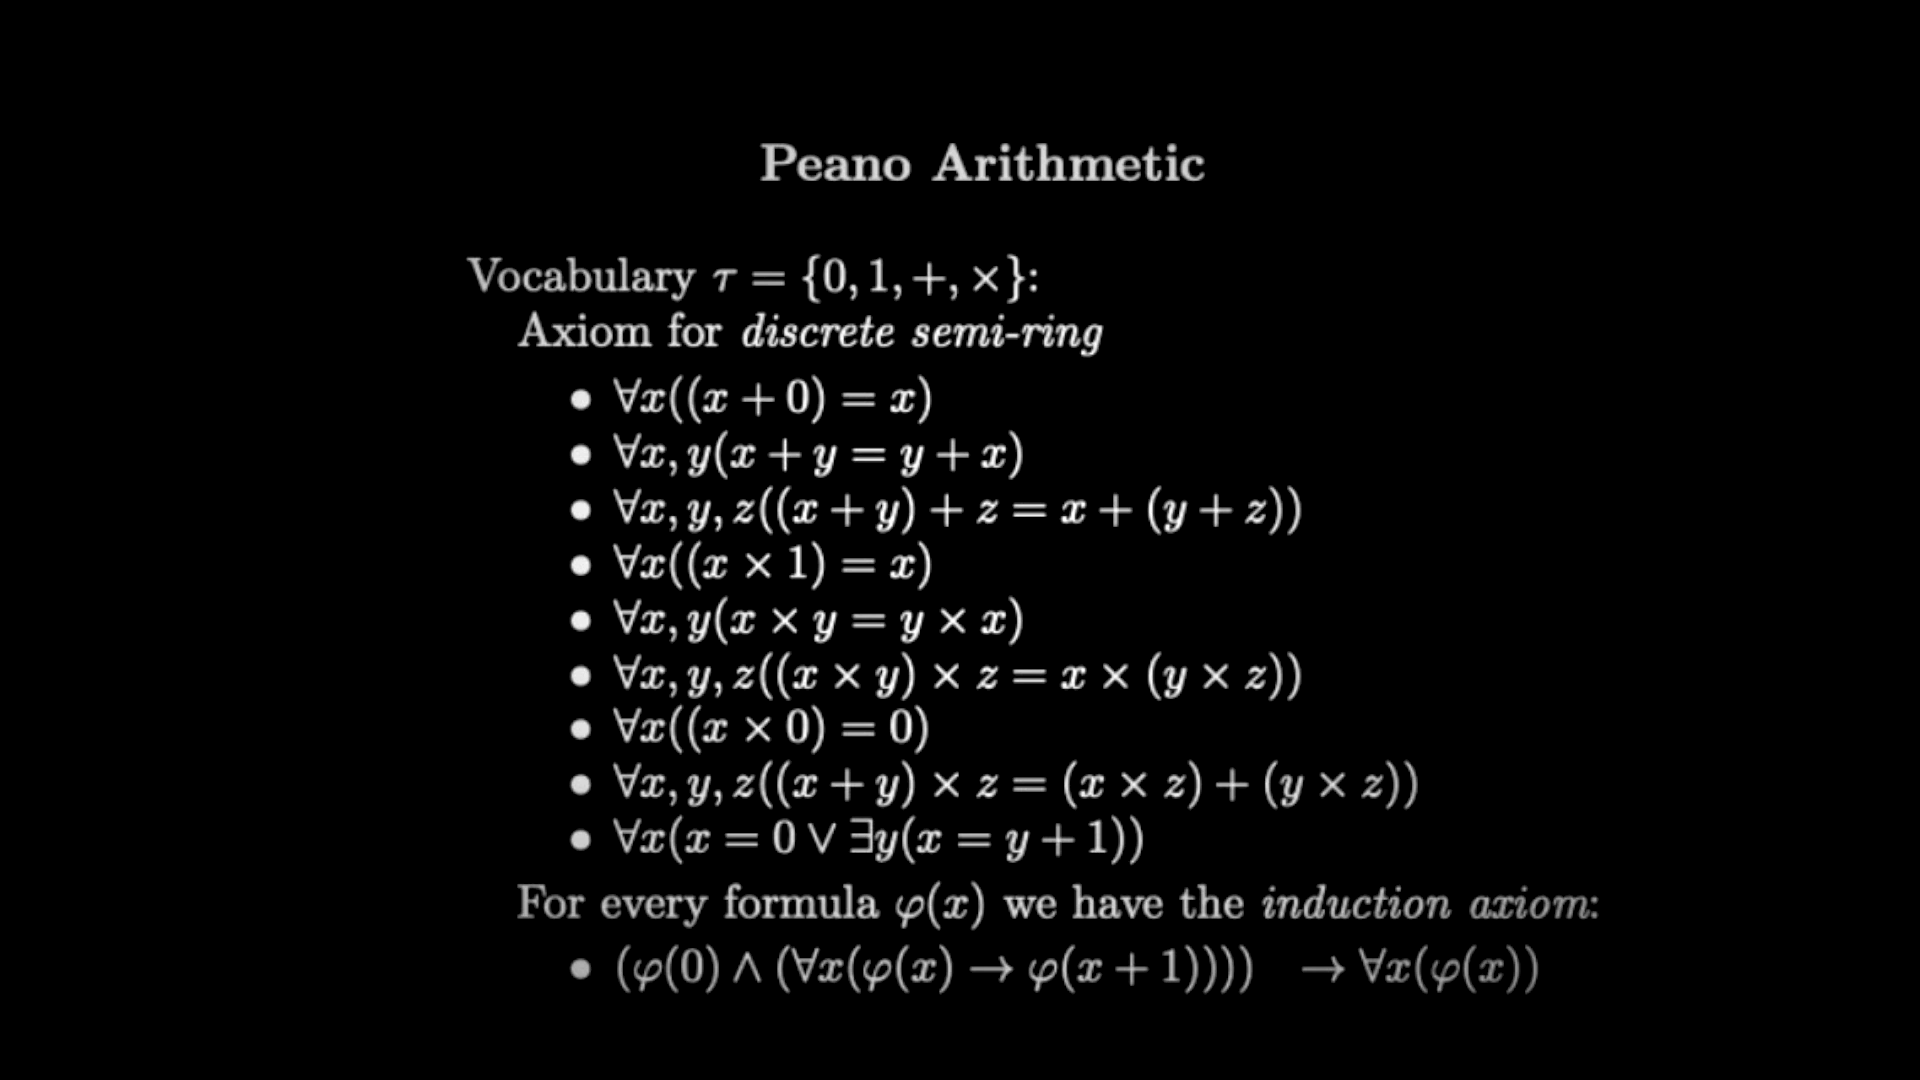 Peano Arithmetic
Vocabulary τ = {0, 1, +, ×}:
Axiom for discrete semi-ring
• ∀x((x + 0) = x)
• ∀x, y(x + y = y + x)
• ∀x, y, z((x + y) + z = x + (y + z))
• ∀x((x × 1) = x)
• ∀x, y(x × y = y × x)
• ∀x, y, z((x × y) × z = x × (y × z))
• ∀x((x × 0) = 0)
• ∀x, y, z((x + y) × z = (x × z) + (y × z))
• ∀x(x = 0 ∨ ∃y(x = y + 1))
For every formula φ(x) we have the induction axiom:
• (φ(0) ∧ (∀x(φ(x) → φ(x + 1)))) → ∀x(φ(x))